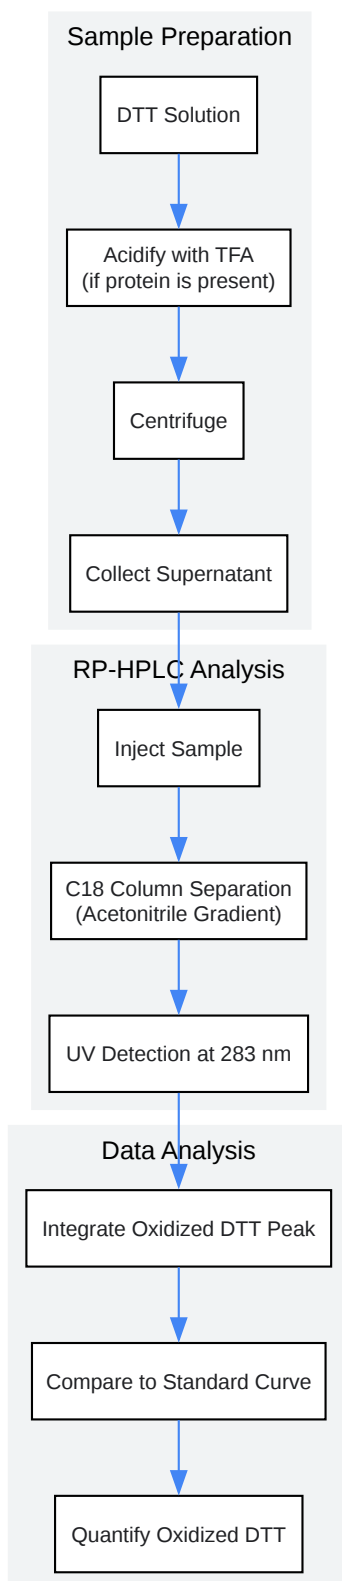 Sample Preparation
DTT Solution
Acidify with TFA
(if protein is present)
Centrifuge
Collect Supernatant
RP-HPLC Analysis
Inject Sample
C18 Column Separation
(Acetonitrile Gradient)
UV Detection at 283 nm
Data Analysis
Integrate Oxidized DTT Peak
Compare to Standard Curve
Quantify Oxidized DTT